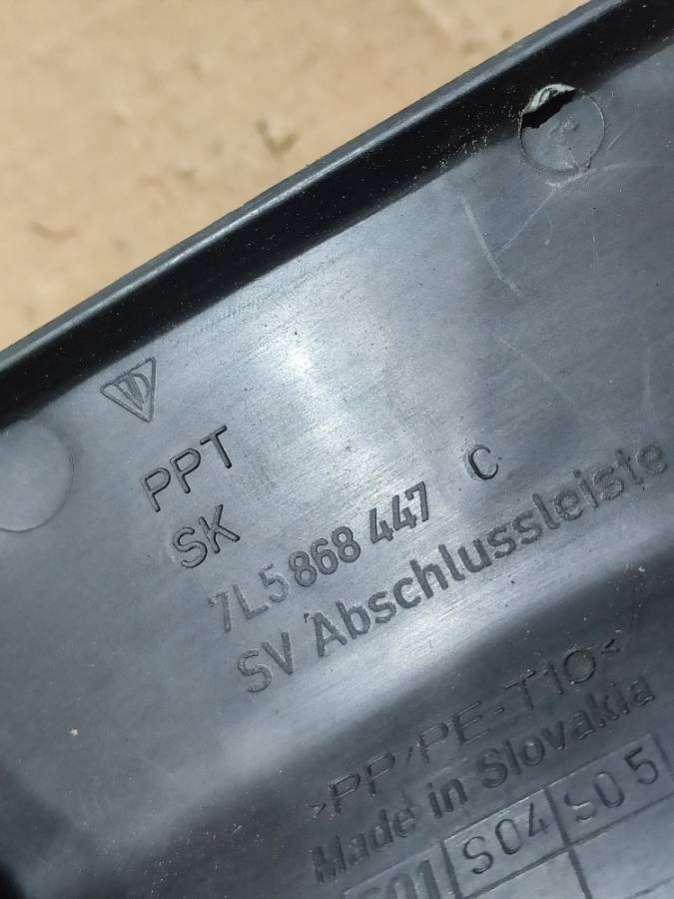 PPT
SK
7L5 868 447 C
SV Abschlussleiste
>PP/PE-T10<
Made in Slovakia
S01 S04 S05